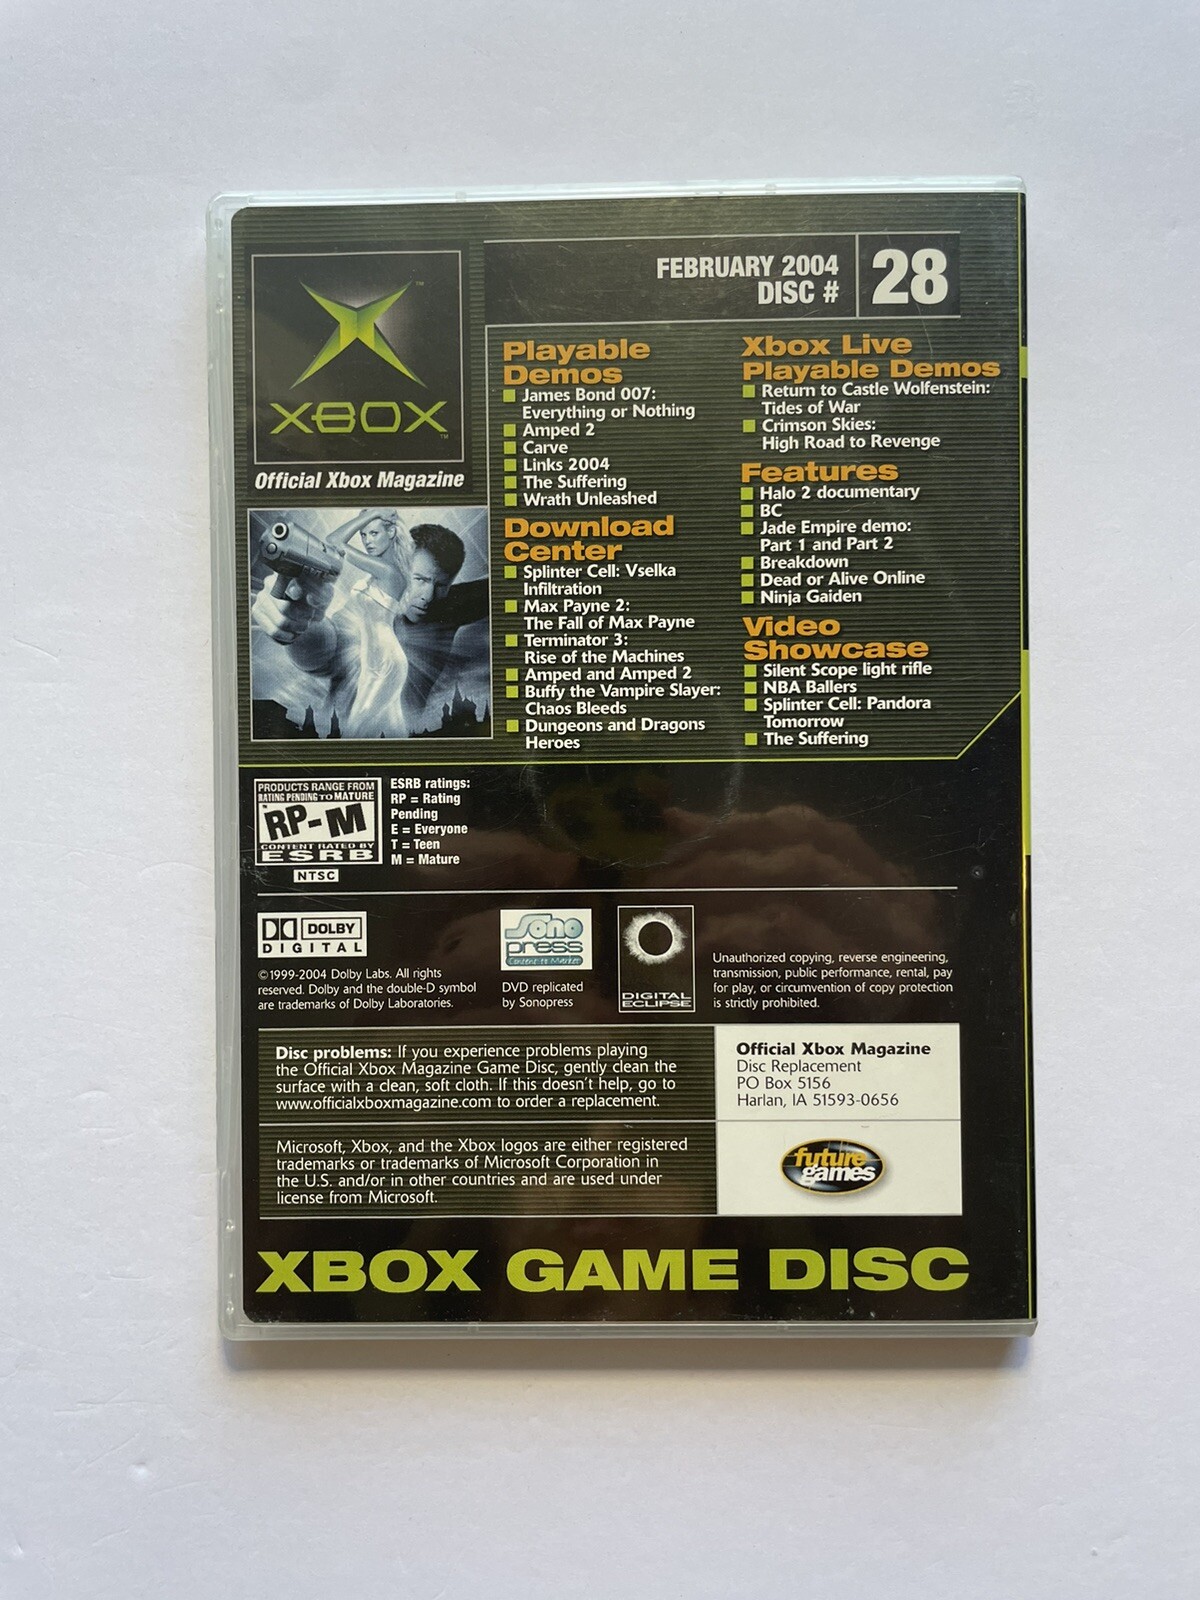 FEBRUARY 2004
DISC #
28
XBOX
™
™
Official Xbox Magazine
Playable
Demos
James Bond 007:
Everything or Nothing
Amped 2
Carve
Links 2004
The Suffering
Wrath Unleashed
Download
Center
Splinter Cell: Vselka
Infiltration
Max Payne 2:
The Fall of Max Payne
Terminator 3:
Rise of the Machines
Amped and Amped 2
Buffy the Vampire Slayer:
Chaos Bleeds
Dungeons and Dragons
Heroes
Xbox Live
Playable Demos
Return to Castle Wolfenstein:
Tides of War
Crimson Skies:
High Road to Revenge
Features
Halo 2 documentary
BC
Jade Empire demo:
Part 1 and Part 2
Breakdown
Dead or Alive Online
Ninja Gaiden
Video
Showcase
Silent Scope light rifle
NBA Ballers
Splinter Cell: Pandora
Tomorrow
The Suffering
PRODUCTS RANGE FROM
RATING PENDING TO MATURE
RP-M
CONTENT RATED BY
ESRB
NTSC
ESRB ratings:
RP = Rating
Pending
E = Everyone
T = Teen
M = Mature
DOLBY
DIGITAL
©1999-2004 Dolby Labs. All rights
reserved. Dolby and the double-D symbol
are trademarks of Dolby Laboratories.
Sono
press
Content to Market
DVD replicated
by Sonopress
DIGITAL
ECLIPSE
Unauthorized copying, reverse engineering,
transmission, public performance, rental, pay
for play, or circumvention of copy protection
is strictly prohibited.
Disc problems: If you experience problems playing
the Official Xbox Magazine Game Disc, gently clean the
surface with a clean, soft cloth. If this doesn't help, go to
www.officialxboxmagazine.com to order a replacement.
Official Xbox Magazine
Disc Replacement
PO Box 5156
Harlan, IA 51593-0656
Microsoft, Xbox, and the Xbox logos are either registered
trademarks or trademarks of Microsoft Corporation in
the U.S. and/or in other countries and are used under
license from Microsoft.
future
games
XBOX GAME DISC